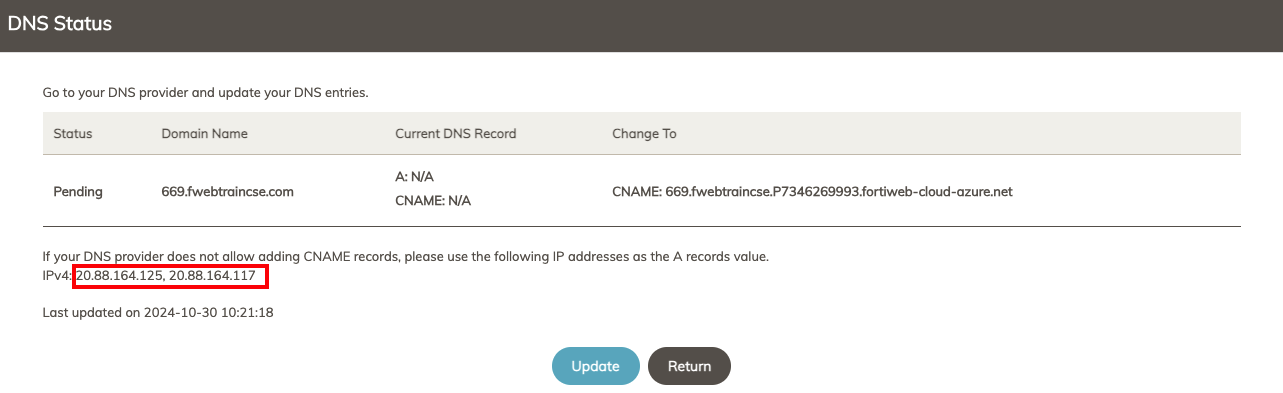 DNS Status
Go to your DNS provider and update your DNS entries.
Status Domain Name Current DNS Record Change To
A: N/A
Pending 669.fwebtraincse.com CNAME: 669.fwebtraincse.P7346269993.fortiweb-cloud-azure.net
CNAME: N/A
If your DNS provider does not allow adding CNAME records, please use the following IP addresses as the A records value.
IPv4: 20.88.164.125, 20.88.164.117
Last updated on 2024-10-30 10:21:18
Update Return